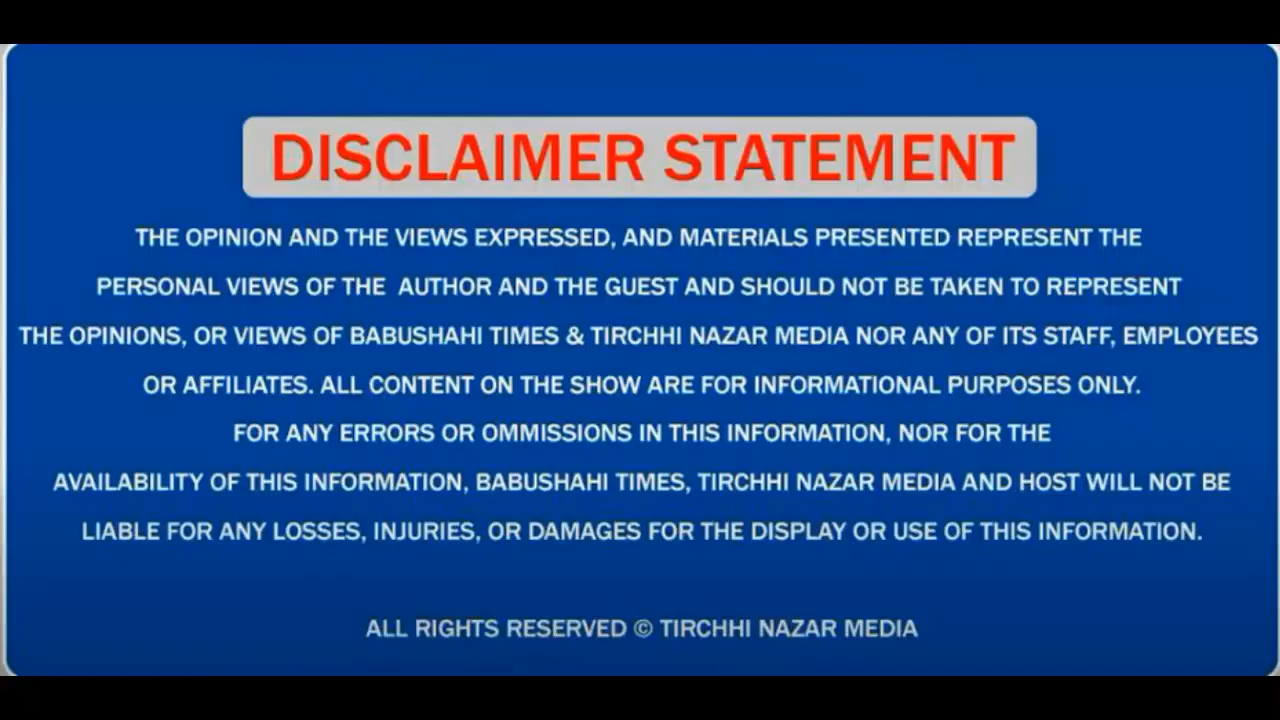 DISCLAIMER STATEMENT
THE OPINION AND THE VIEWS EXPRESSED, AND MATERIALS PRESENTED REPRESENT THE
PERSONAL VIEWS OF THE AUTHOR AND THE GUEST AND SHOULD NOT BE TAKEN TO REPRESENT
THE OPINIONS, OR VIEWS OF BABUSHAHI TIMES & TIRCHHI NAZAR MEDIA NOR ANY OF ITS STAFF, EMPLOYEES
OR AFFILIATES. ALL CONTENT ON THE SHOW ARE FOR INFORMATIONAL PURPOSES ONLY.
FOR ANY ERRORS OR OMMISSIONS IN THIS INFORMATION, NOR FOR THE
AVAILABILITY OF THIS INFORMATION, BABUSHAHI TIMES, TIRCHHI NAZAR MEDIA AND HOST WILL NOT BE
LIABLE FOR ANY LOSSES, INJURIES, OR DAMAGES FOR THE DISPLAY OR USE OF THIS INFORMATION.
ALL RIGHTS RESERVED © TIRCHHI NAZAR MEDIA